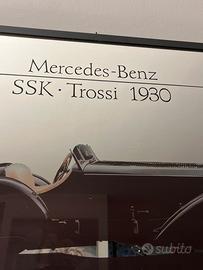 Mercedes-Benz
SSK · Trossi 1930
subito